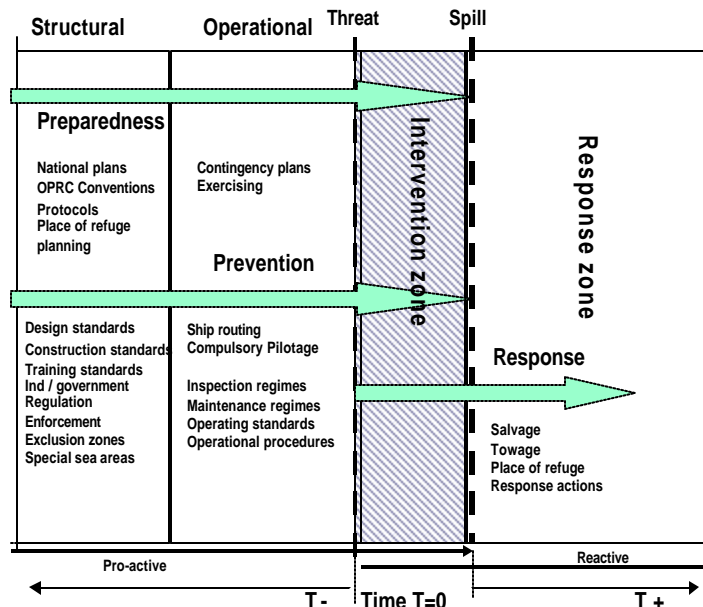 Structural
Operational
Threat
Spill
Preparedness
National plans
OPRC Conventions
Protocols
Place of refuge
planning
Contingency plans
Exercising
Intervention zone
Response zone
Prevention
Design standards
Construction standards
Training standards
Ind / government
Regulation
Enforcement
Exclusion zones
Special sea areas
Ship routing
Compulsory Pilotage
Inspection regimes
Maintenance regimes
Operating standards
Operational procedures
Response
Salvage
Towage
Place of refuge
Response actions
Pro-active
Reactive
T -
Time T=0
T +